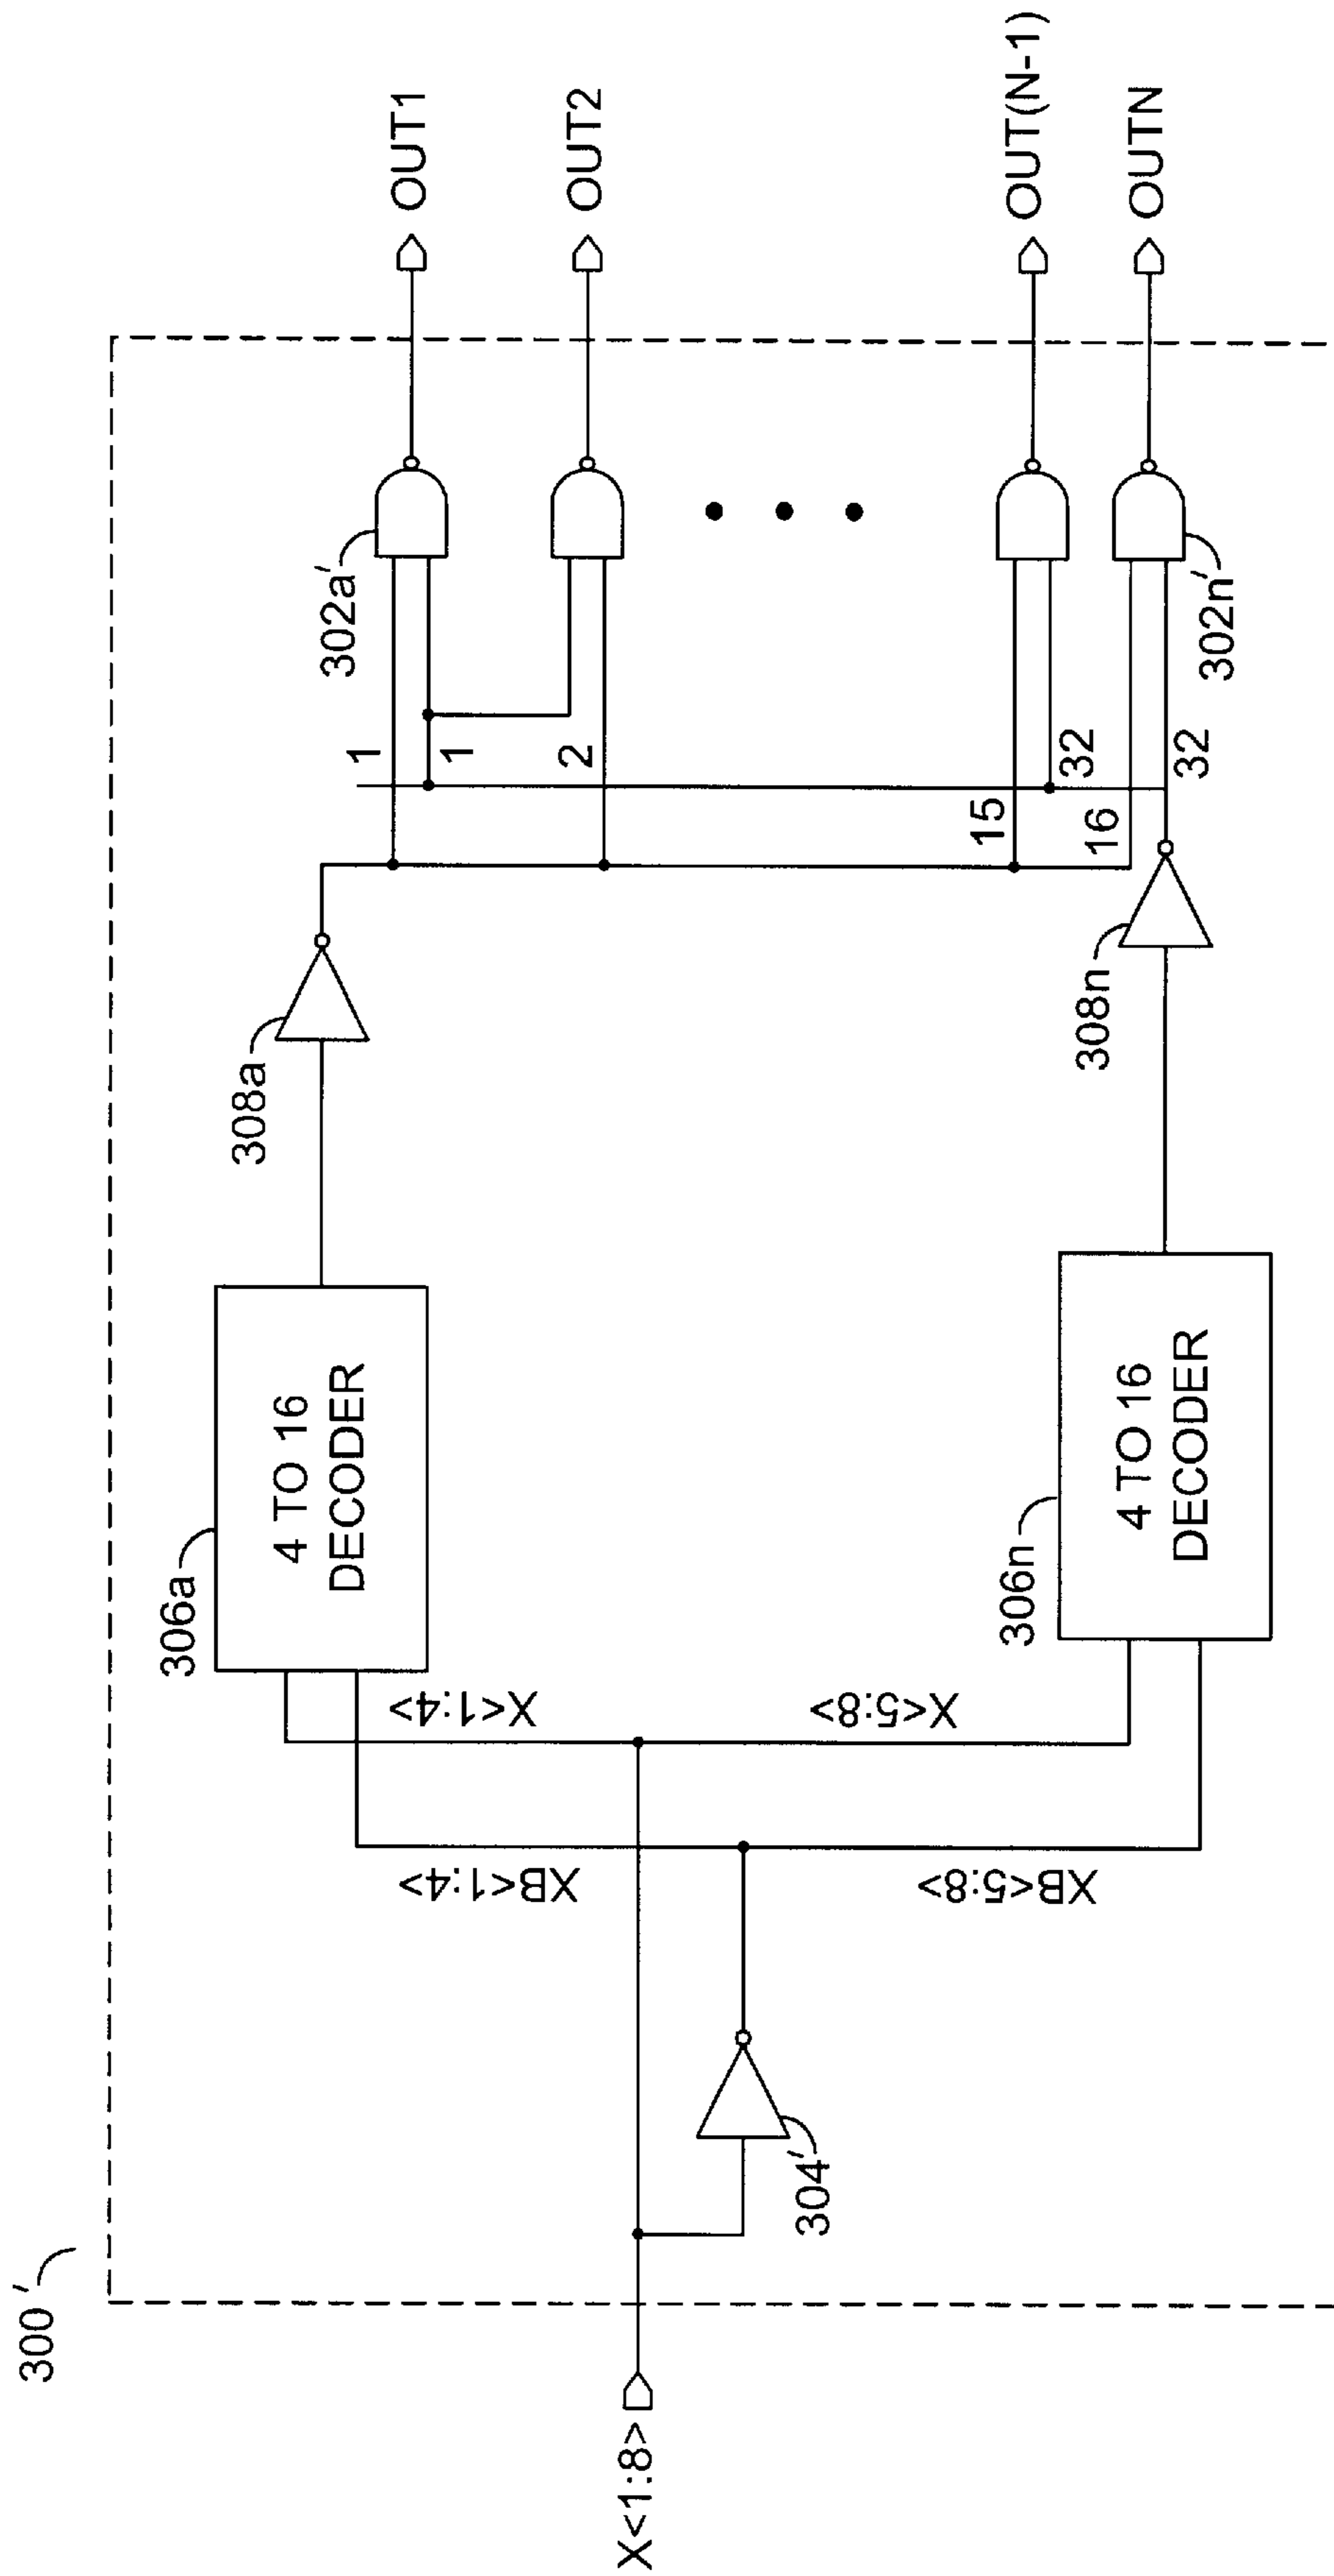 300'
X<1:8>
304'
XB<1:4>
X<1:4>
XB<5:8>
X<5:8>
306a
4 TO 16
DECODER
306n
4 TO 16
DECODER
308a
308n
1
1
2
15
32
16
32
302a'
302n'
OUT1
OUT2
OUT(N-1)
OUTN